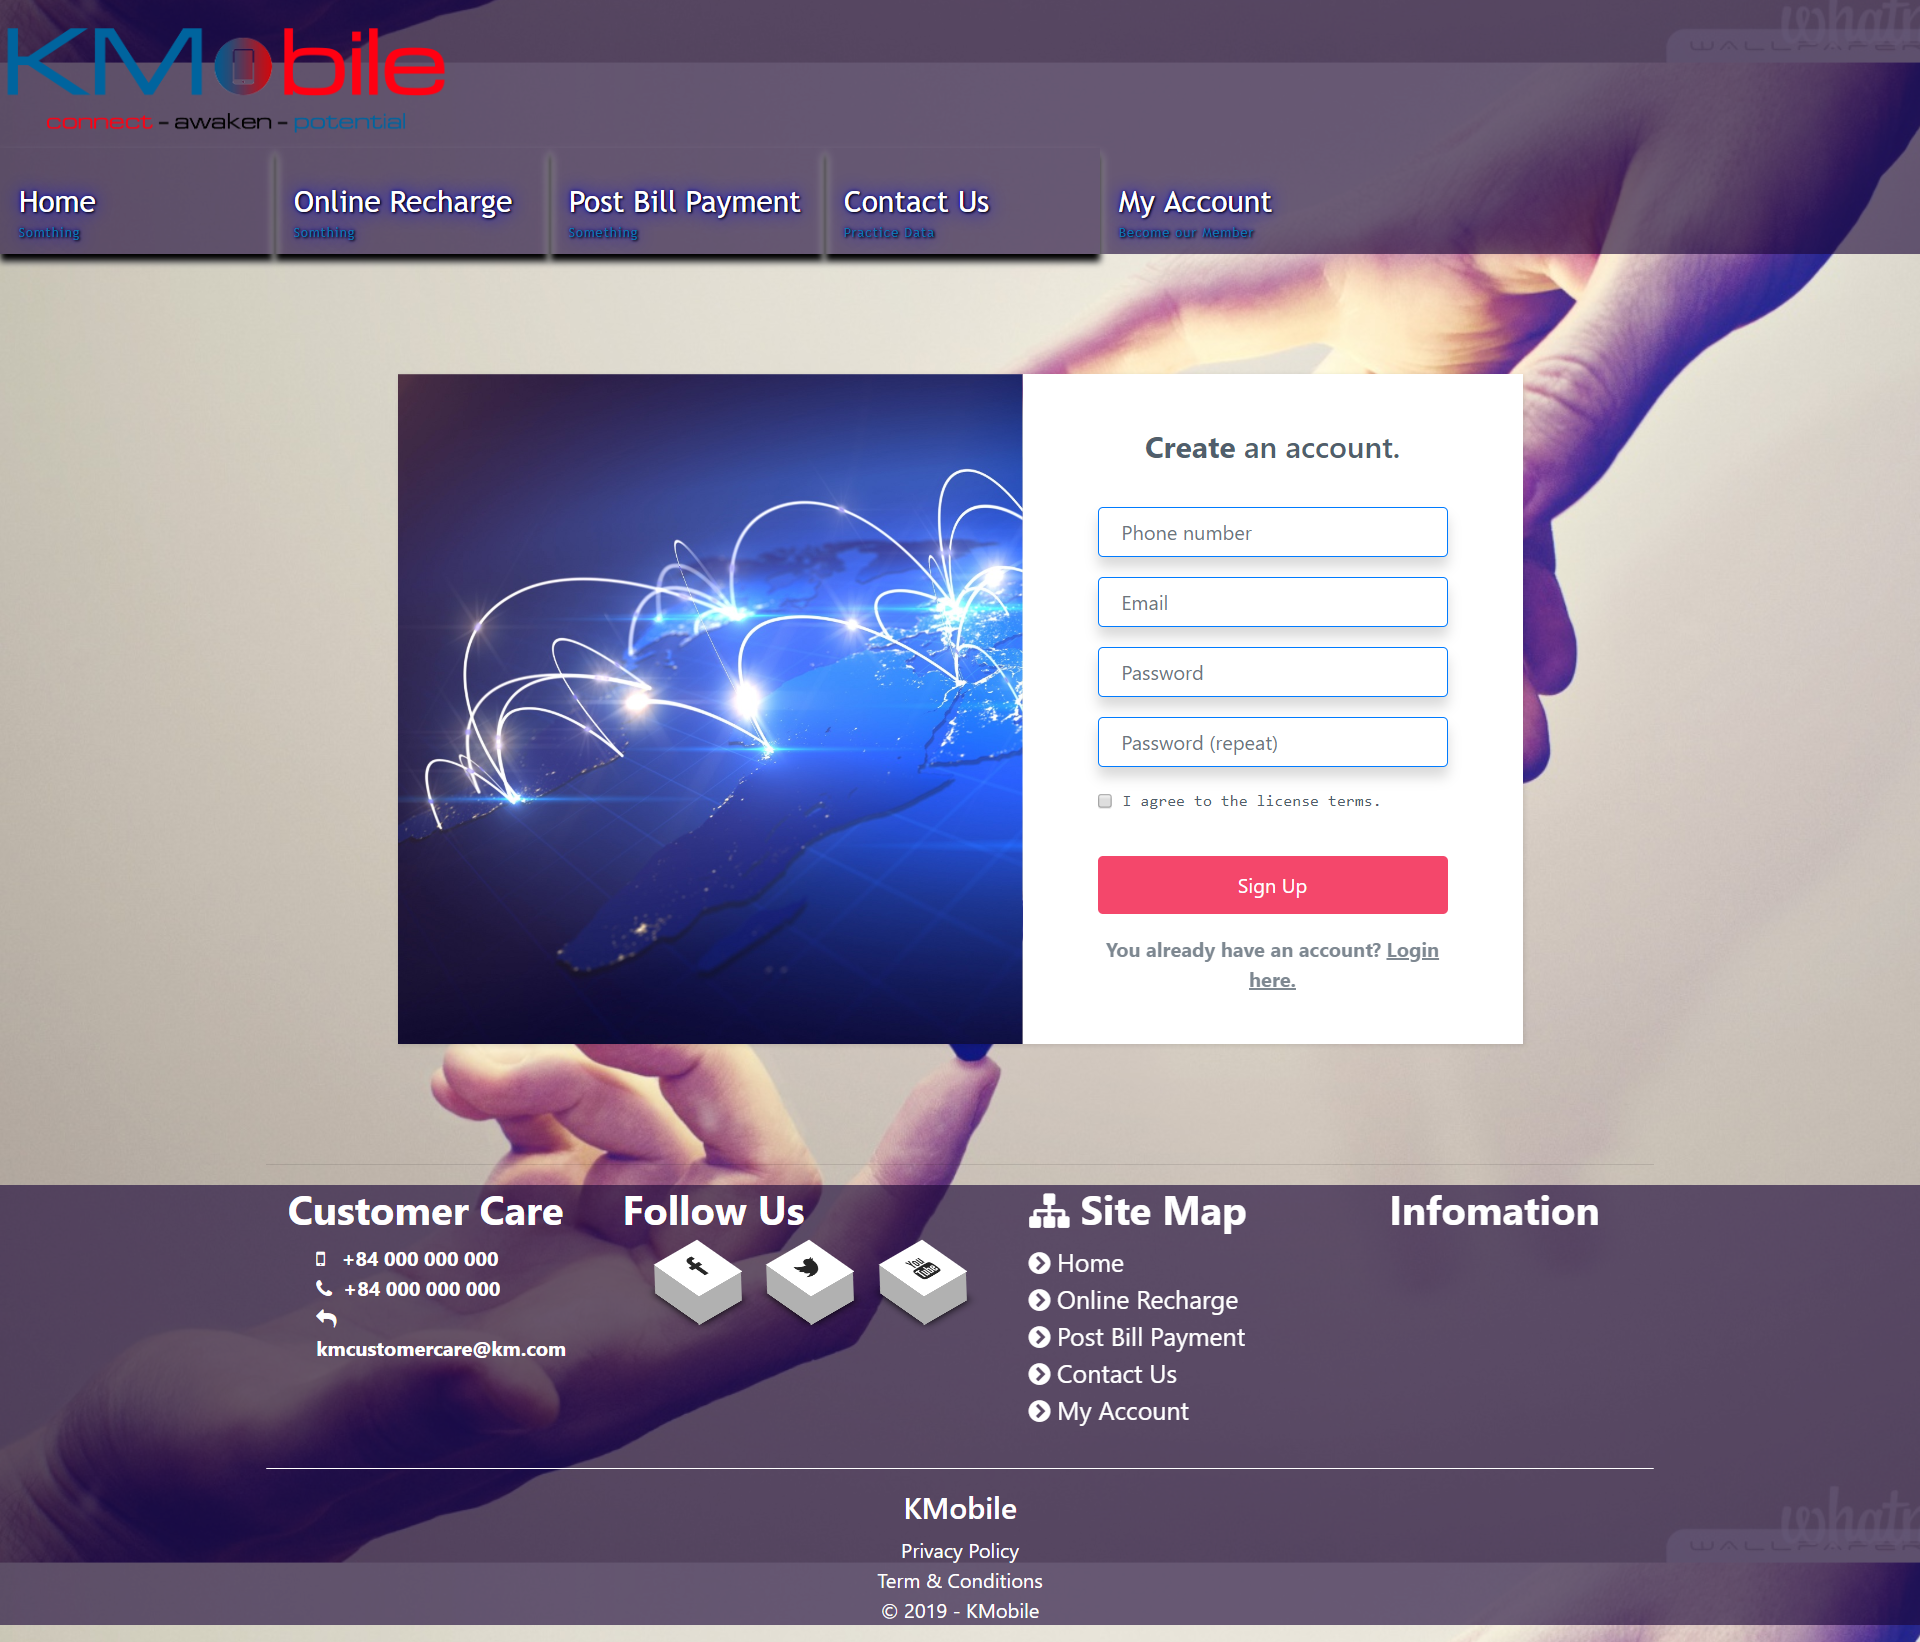 KMobile
connect - awaken - potential
Home
Somthing
Online Recharge
Somthing
Post Bill Payment
Something
Contact Us
Practice Data
My Account
Become our Member
Create an account.
Phone number
Email
Password
Password (repeat)
I agree to the license terms.
Sign Up
You already have an account? Login
here.
Customer Care
+84 000 000 000
+84 000 000 000
kmcustomercare@km.com
Follow Us
f
You
Tube
Site Map
Home
Online Recharge
Post Bill Payment
Contact Us
My Account
Infomation
KMobile
Privacy Policy
Term & Conditions
© 2019 - KMobile